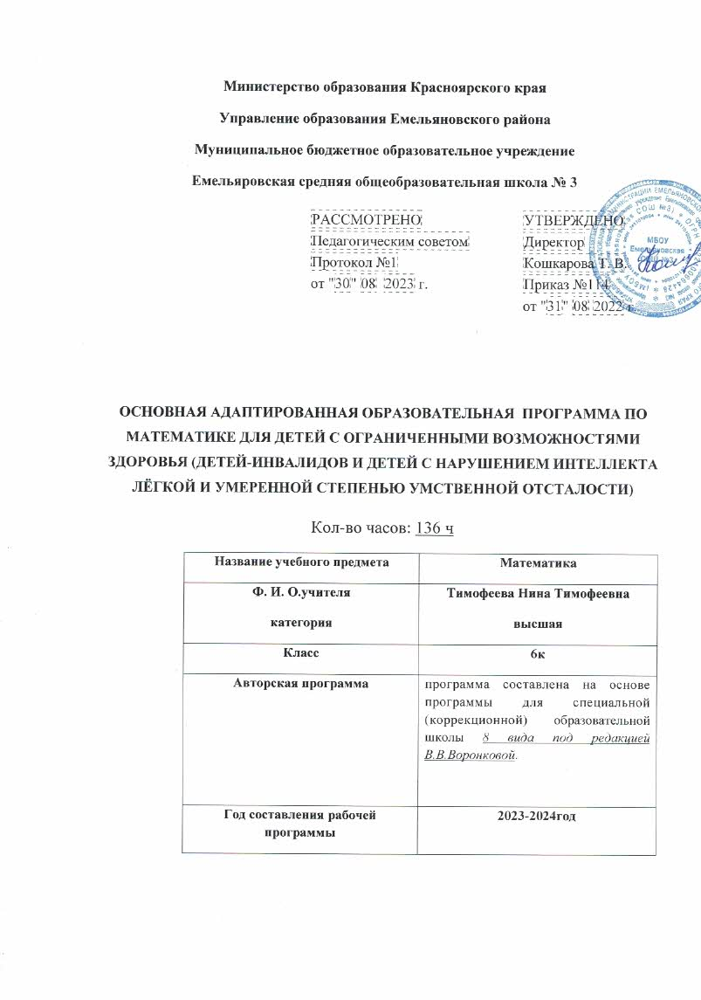 Министерство образования Красноярского края
Управление образования Емельяновского района
Муниципальное бюджетное образовательное учреждение
Емельяровская средняя общеобразовательная школа № 3
РАССМОТРЕНО
Педагогическим советом
Протокол №1
от "30" 08 2023 г.
УТВЕРЖДЕНО
Директор
Кошкарова Т. В.
Приказ №114
от "31" 08 2022 г.
МБОУ
Емельяновская
СОШ №3
ОСНОВНАЯ АДАПТИРОВАННАЯ ОБРАЗОВАТЕЛЬНАЯ ПРОГРАММА ПО
МАТЕМАТИКЕ ДЛЯ ДЕТЕЙ С ОГРАНИЧЕННЫМИ ВОЗМОЖНОСТЯМИ
ЗДОРОВЬЯ (ДЕТЕЙ-ИНВАЛИДОВ И ДЕТЕЙ С НАРУШЕНИЕМ ИНТЕЛЛЕКТА
ЛЁГКОЙ И УМЕРЕННОЙ СТЕПЕНЬЮ УМСТВЕННОЙ ОТСТАЛОСТИ)
Кол-во часов: 136 ч
Название учебного предмета
Математика
Ф. И. О.учителя
категория
Тимофеева Нина Тимофеевна
высшая
Класс
6к
Авторская программа
программа составлена на основе
программы для специальной
(коррекционной) образовательной
школы 8 вида под редакцией
В.В.Воронковой.
Год составления рабочей
программы
2023-2024год